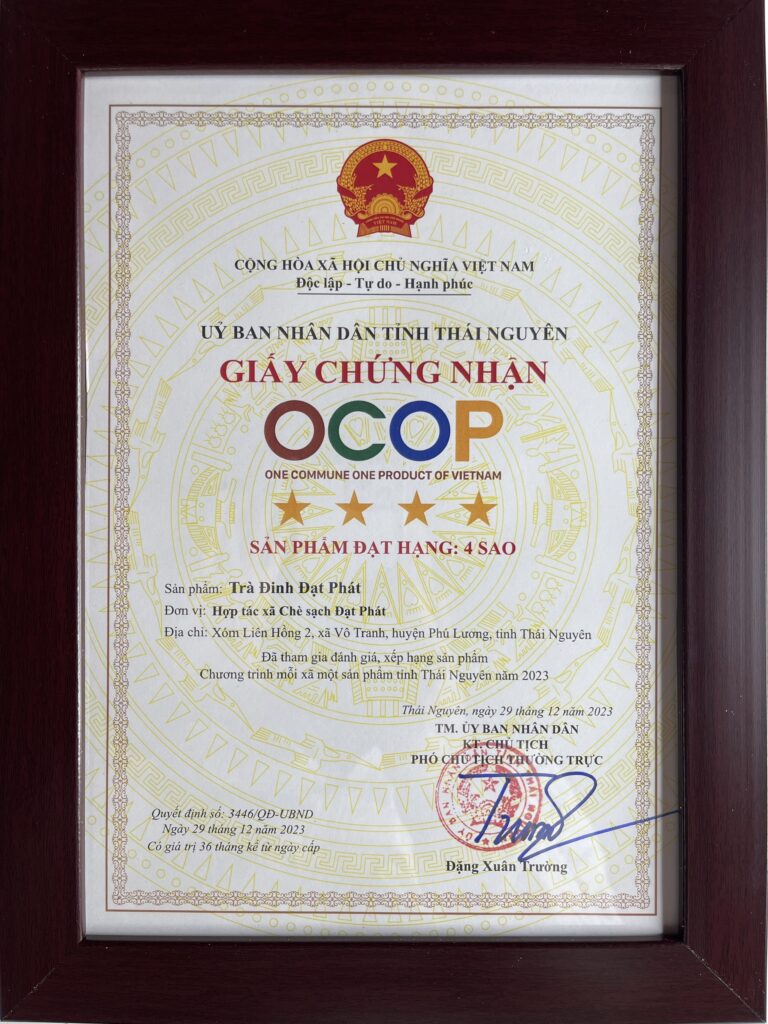 VIỆT NAM
CỘNG HÒA XÃ HỘI CHỦ NGHĨA VIỆT NAM
Độc lập - Tự do - Hạnh phúc
UỶ BAN NHÂN DÂN TỈNH THÁI NGUYÊN
GIẤY CHỨNG NHẬN
OCOP
ONE COMMUNE ONE PRODUCT OF VIETNAM
SẢN PHẨM ĐẠT HẠNG: 4 SAO
Sản phẩm: Trà Đinh Đạt Phát
Đơn vị: Hợp tác xã Chè sạch Đạt Phát
Địa chỉ: Xóm Liên Hồng 2, xã Vô Tranh, huyện Phú Lương, tỉnh Thái Nguyên
Đã tham gia đánh giá, xếp hạng sản phẩm
Chương trình mỗi xã một sản phẩm tỉnh Thái Nguyên năm 2023
Thái Nguyên, ngày 29 tháng 12 năm 2023
TM. ỦY BAN NHÂN DÂN
KT. CHỦ TỊCH
PHÓ CHỦ TỊCH THƯỜNG TRỰC
Quyết định số: 3446/QĐ-UBND
Ngày 29 tháng 12 năm 2023
Có giá trị 36 tháng kể từ ngày cấp
Đặng Xuân Trường